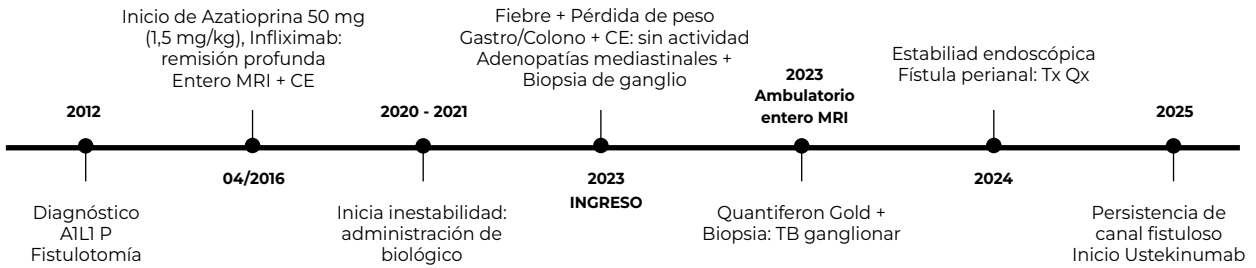 2012
Diagnóstico
A1L1 P
Fistulotomía
Inicio de Azatioprina 50 mg
(1,5 mg/kg), Infliximab:
remisión profunda
Entero MRI + CE
04/2016
2020 - 2021
Inicia inestabilidad:
administración de
biológico
Fiebre + Pérdida de peso
Gastro/Colono + CE: sin actividad
Adenopatías mediastinales +
Biopsia de ganglio
2023
INGRESO
2023
Ambulatorio
entero MRI
Quantiferon Gold +
Biopsia: TB ganglionar
Estabiliad endoscópica
Fístula perianal: Tx Qx
2024
2025
Persistencia de
canal fistuloso
Inicio Ustekinumab